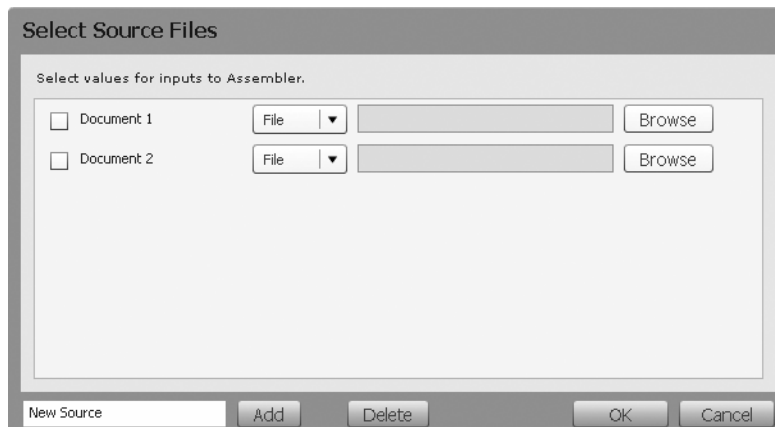 Select Source Files
Select values for inputs to Assembler.
Document 1 File Browse
Document 2 File Browse
New Source Add Delete OK Cancel